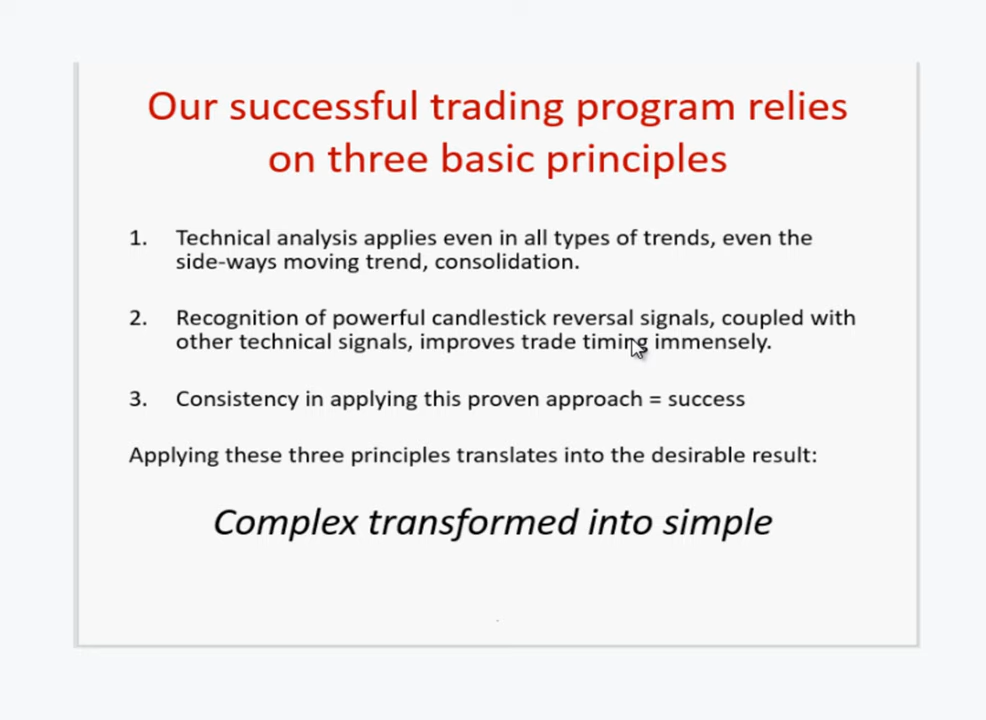 Our successful trading program relies
on three basic principles
1. Technical analysis applies even in all types of trends, even the
side-ways moving trend, consolidation.
2. Recognition of powerful candlestick reversal signals, coupled with
other technical signals, improves trade timing immensely.
3. Consistency in applying this proven approach = success
Applying these three principles translates into the desirable result:
Complex transformed into simple